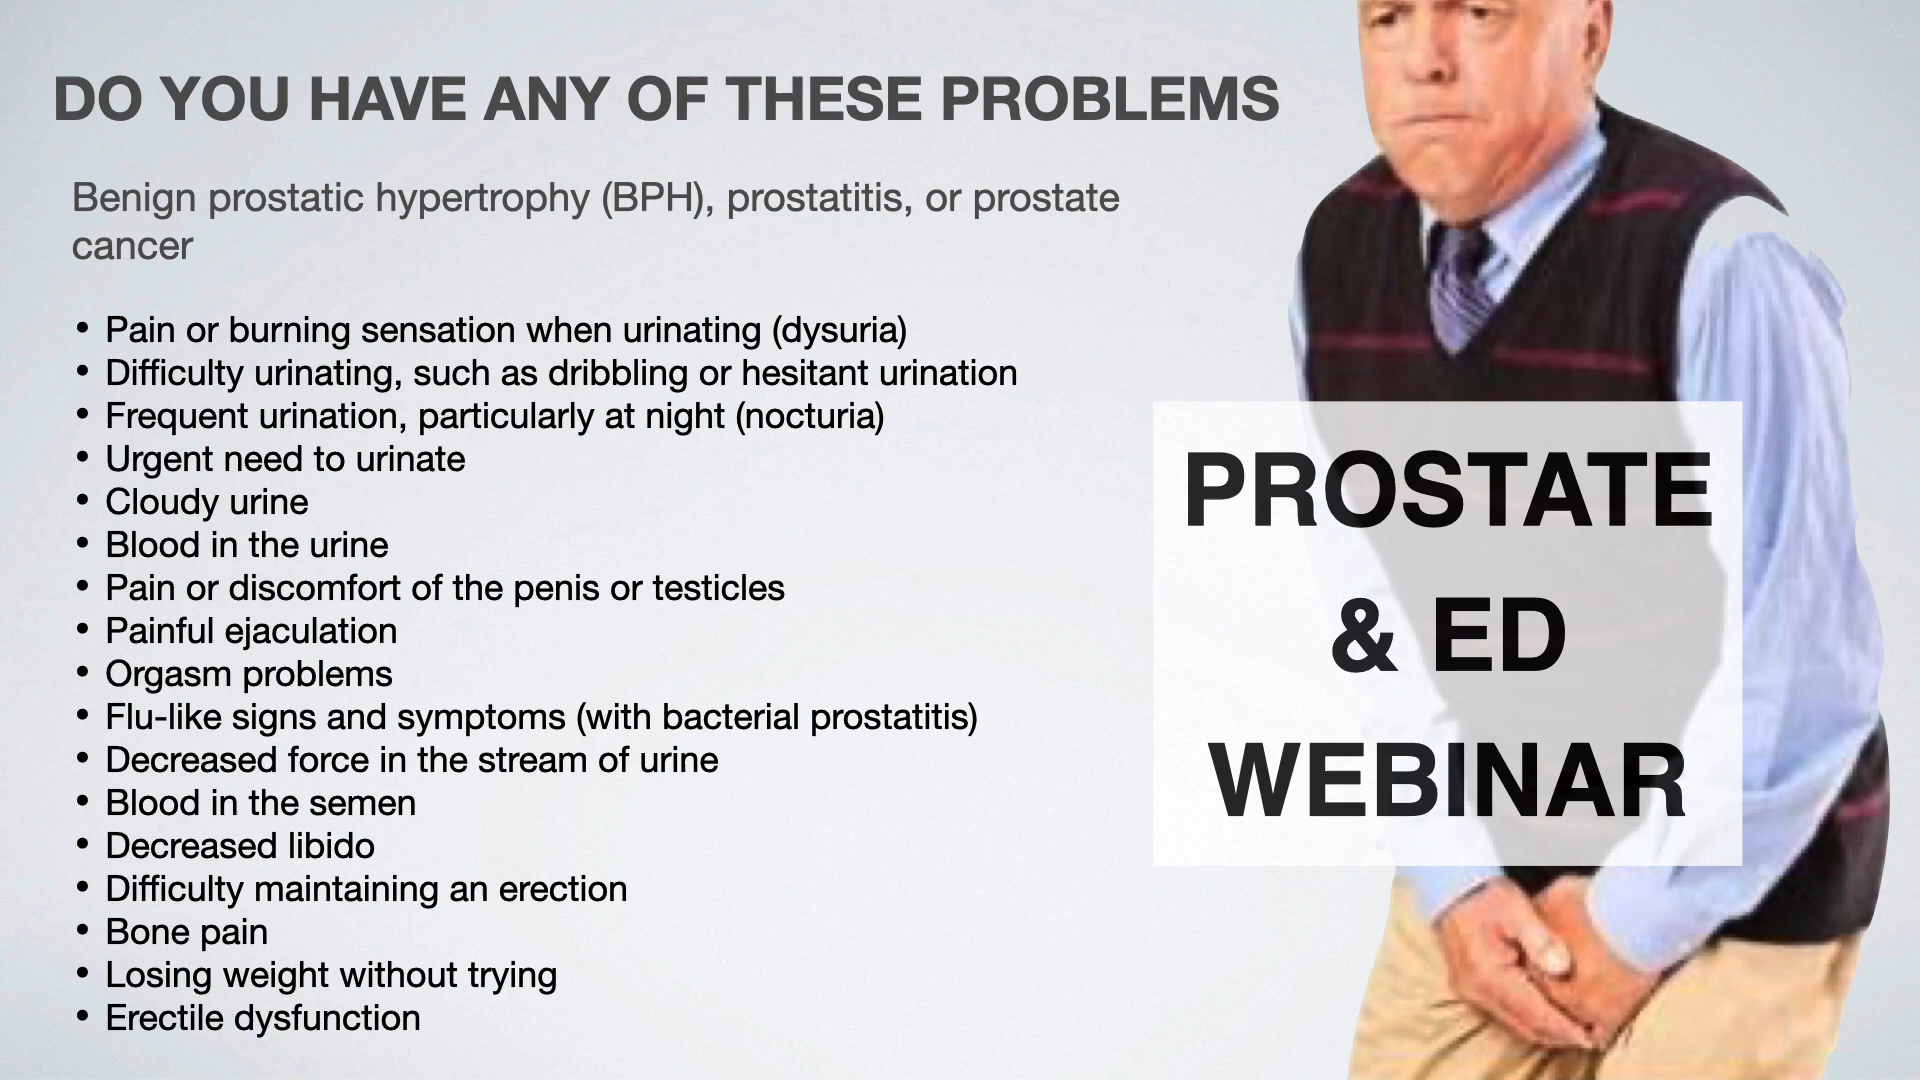 DO YOU HAVE ANY OF THESE PROBLEMS
Benign prostatic hypertrophy (BPH), prostatitis, or prostate
cancer
• Pain or burning sensation when urinating (dysuria)
• Difficulty urinating, such as dribbling or hesitant urination
• Frequent urination, particularly at night (nocturia)
• Urgent need to urinate
• Cloudy urine
• Blood in the urine
• Pain or discomfort of the penis or testicles
• Painful ejaculation
• Orgasm problems
• Flu-like signs and symptoms (with bacterial prostatitis)
• Decreased force in the stream of urine
• Blood in the semen
• Decreased libido
• Difficulty maintaining an erection
• Bone pain
• Losing weight without trying
• Erectile dysfunction
PROSTATE
& ED
WEBINAR